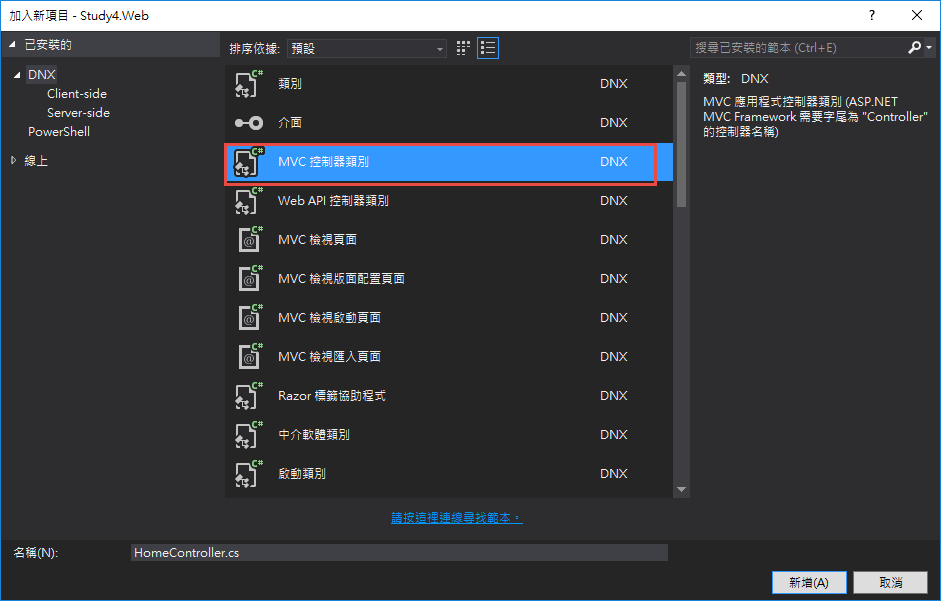 加入新項目 - Study4.Web
?
已安裝的
DNX
Client-side
Server-side
PowerShell
線上
排序依據: 預設
搜尋已安裝的範本 (Ctrl+E)
類別 DNX
介面 DNX
MVC 控制器類別 DNX
Web API 控制器類別 DNX
MVC 檢視頁面 DNX
MVC 檢視版面配置頁面 DNX
MVC 檢視啟動頁面 DNX
MVC 檢視匯入頁面 DNX
Razor 標籤協助程式 DNX
中介軟體類別 DNX
啟動類別 DNX
類型: DNX
MVC 應用程式控制器類別 (ASP.NET
MVC Framework 需要字尾為 "Controller"
的控制器名稱)
請按這裡連線尋找範本。
名稱(N): HomeController.cs
新增(A) 取消